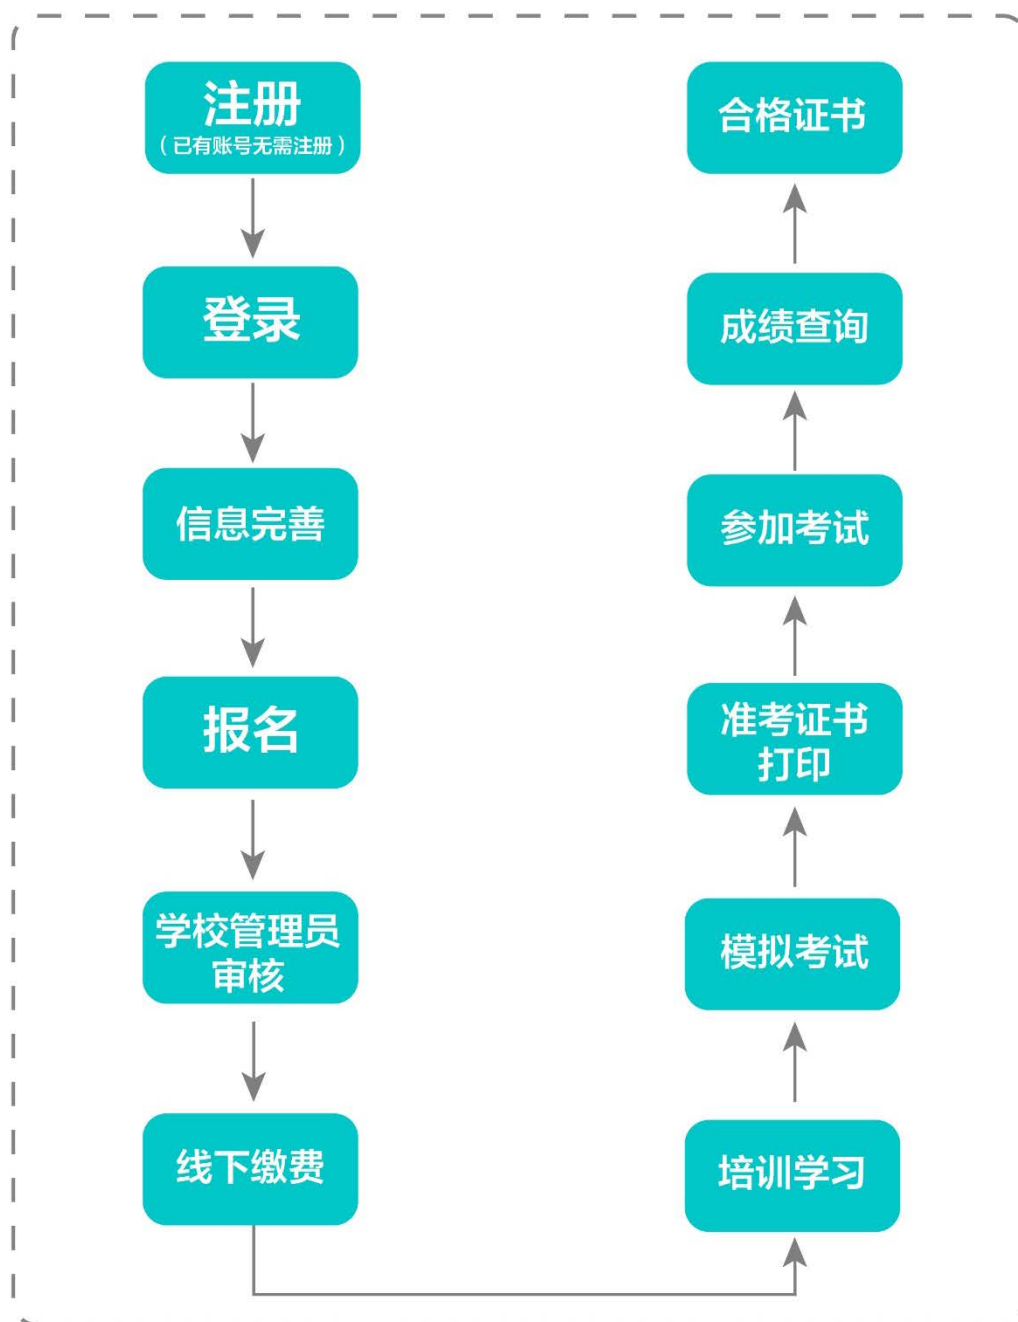 注册
（已有账号无需注册）
登录
信息完善
报名
学校管理员
审核
线下缴费
培训学习
模拟考试
准考证书
打印
参加考试
成绩查询
合格证书